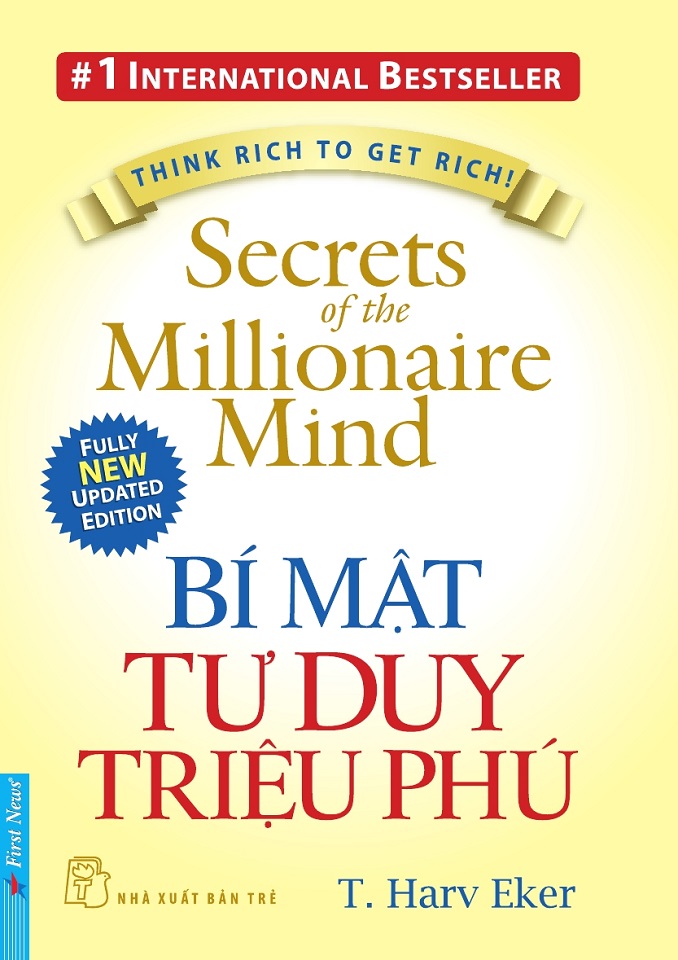 # 1 INTERNATIONAL BESTSELLER
THINK RICH TO GET RICH!
Secrets
of the
Millionaire
Mind
FULLY
NEW
UPDATED
EDITION
BÍ MẬT
TƯ DUY
TRIỆU PHÚ
First News®
T
NHÀ XUẤT BẢN TRẺ
T. Harv Eker